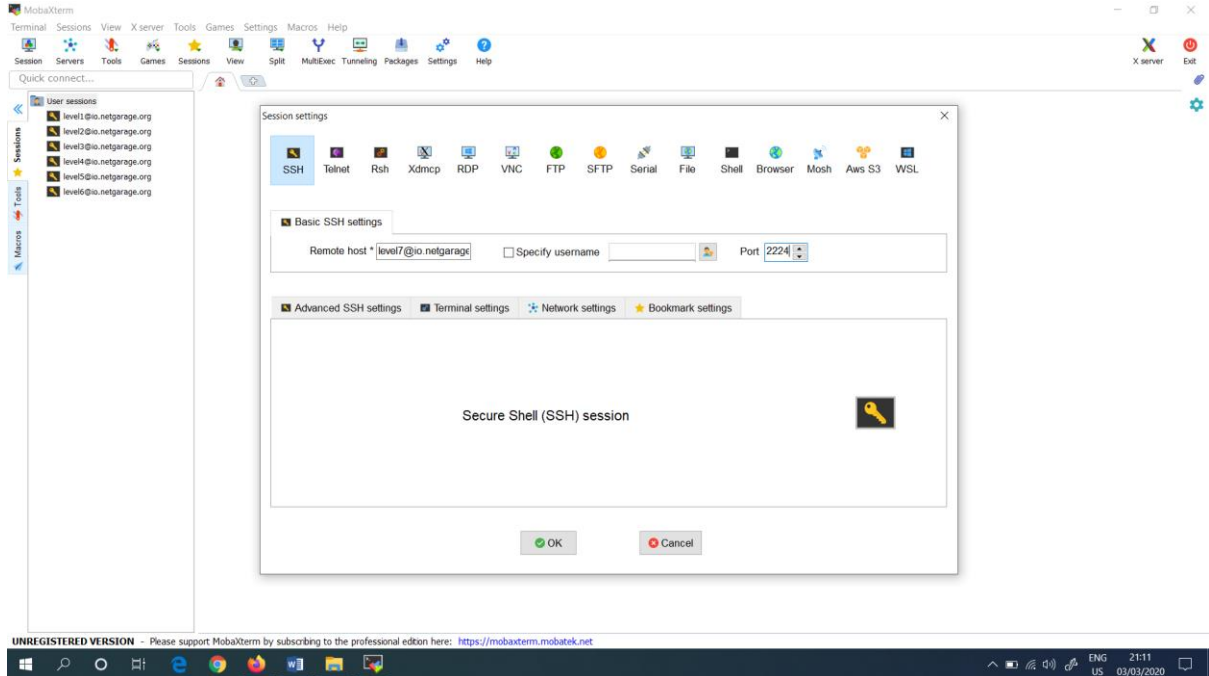 MobaXterm
Terminal Sessions View X server Tools Games Settings Macros Help
Session Servers Tools Games Sessions View Split MultiExec Tunneling Packages Settings Help X server Exit
Quick connect...
User sessions
level1@io.netgarage.org
level2@io.netgarage.org
level3@io.netgarage.org
level4@io.netgarage.org
level5@io.netgarage.org
level6@io.netgarage.org
Sessions
Tools
Macros
Session settings
SSH Telnet Rsh Xdmcp RDP VNC FTP SFTP Serial File Shell Browser Mosh Aws S3 WSL
Basic SSH settings
Remote host * level7@io.netgarage Specify username Port 2224
Advanced SSH settings Terminal settings Network settings Bookmark settings
Secure Shell (SSH) session
OK Cancel
UNREGISTERED VERSION - Please support MobaXterm by subscribing to the professional edition here: https://mobaxterm.mobatek.net
ENG 21:11
US 03/03/2020